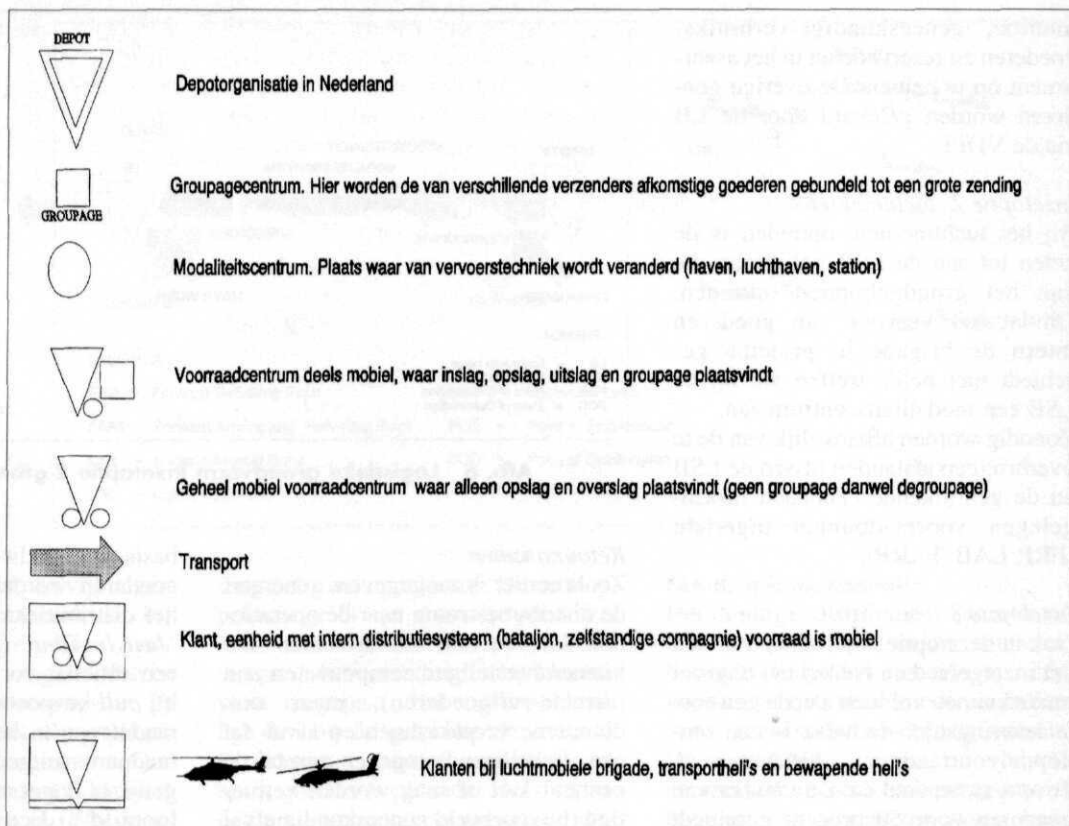 DEPOT
Depotorganisatie in Nederland
Groupagecentrum. Hier worden de van verschillende verzenders afkomstige goederen gebundeld tot een grote zending
GROUPAGE
Modaliteitscentrum. Plaats waar van vervoerstechniek wordt veranderd (haven, luchthaven, station)
Voorraadcentrum deels mobiel, waar inslag, opslag, uitslag en groupage plaatsvindt
Geheel mobiel voorraadcentrum waar alleen opslag en overslag plaatsvindt (geen groupage danwel degroupage)
Transport
Klant, eenheid met intern distributiesysteem (bataljon, zelfstandige compagnie) voorraad is mobiel
Klanten bij luchtmobiele brigade, transportheli's en bewapende heli's